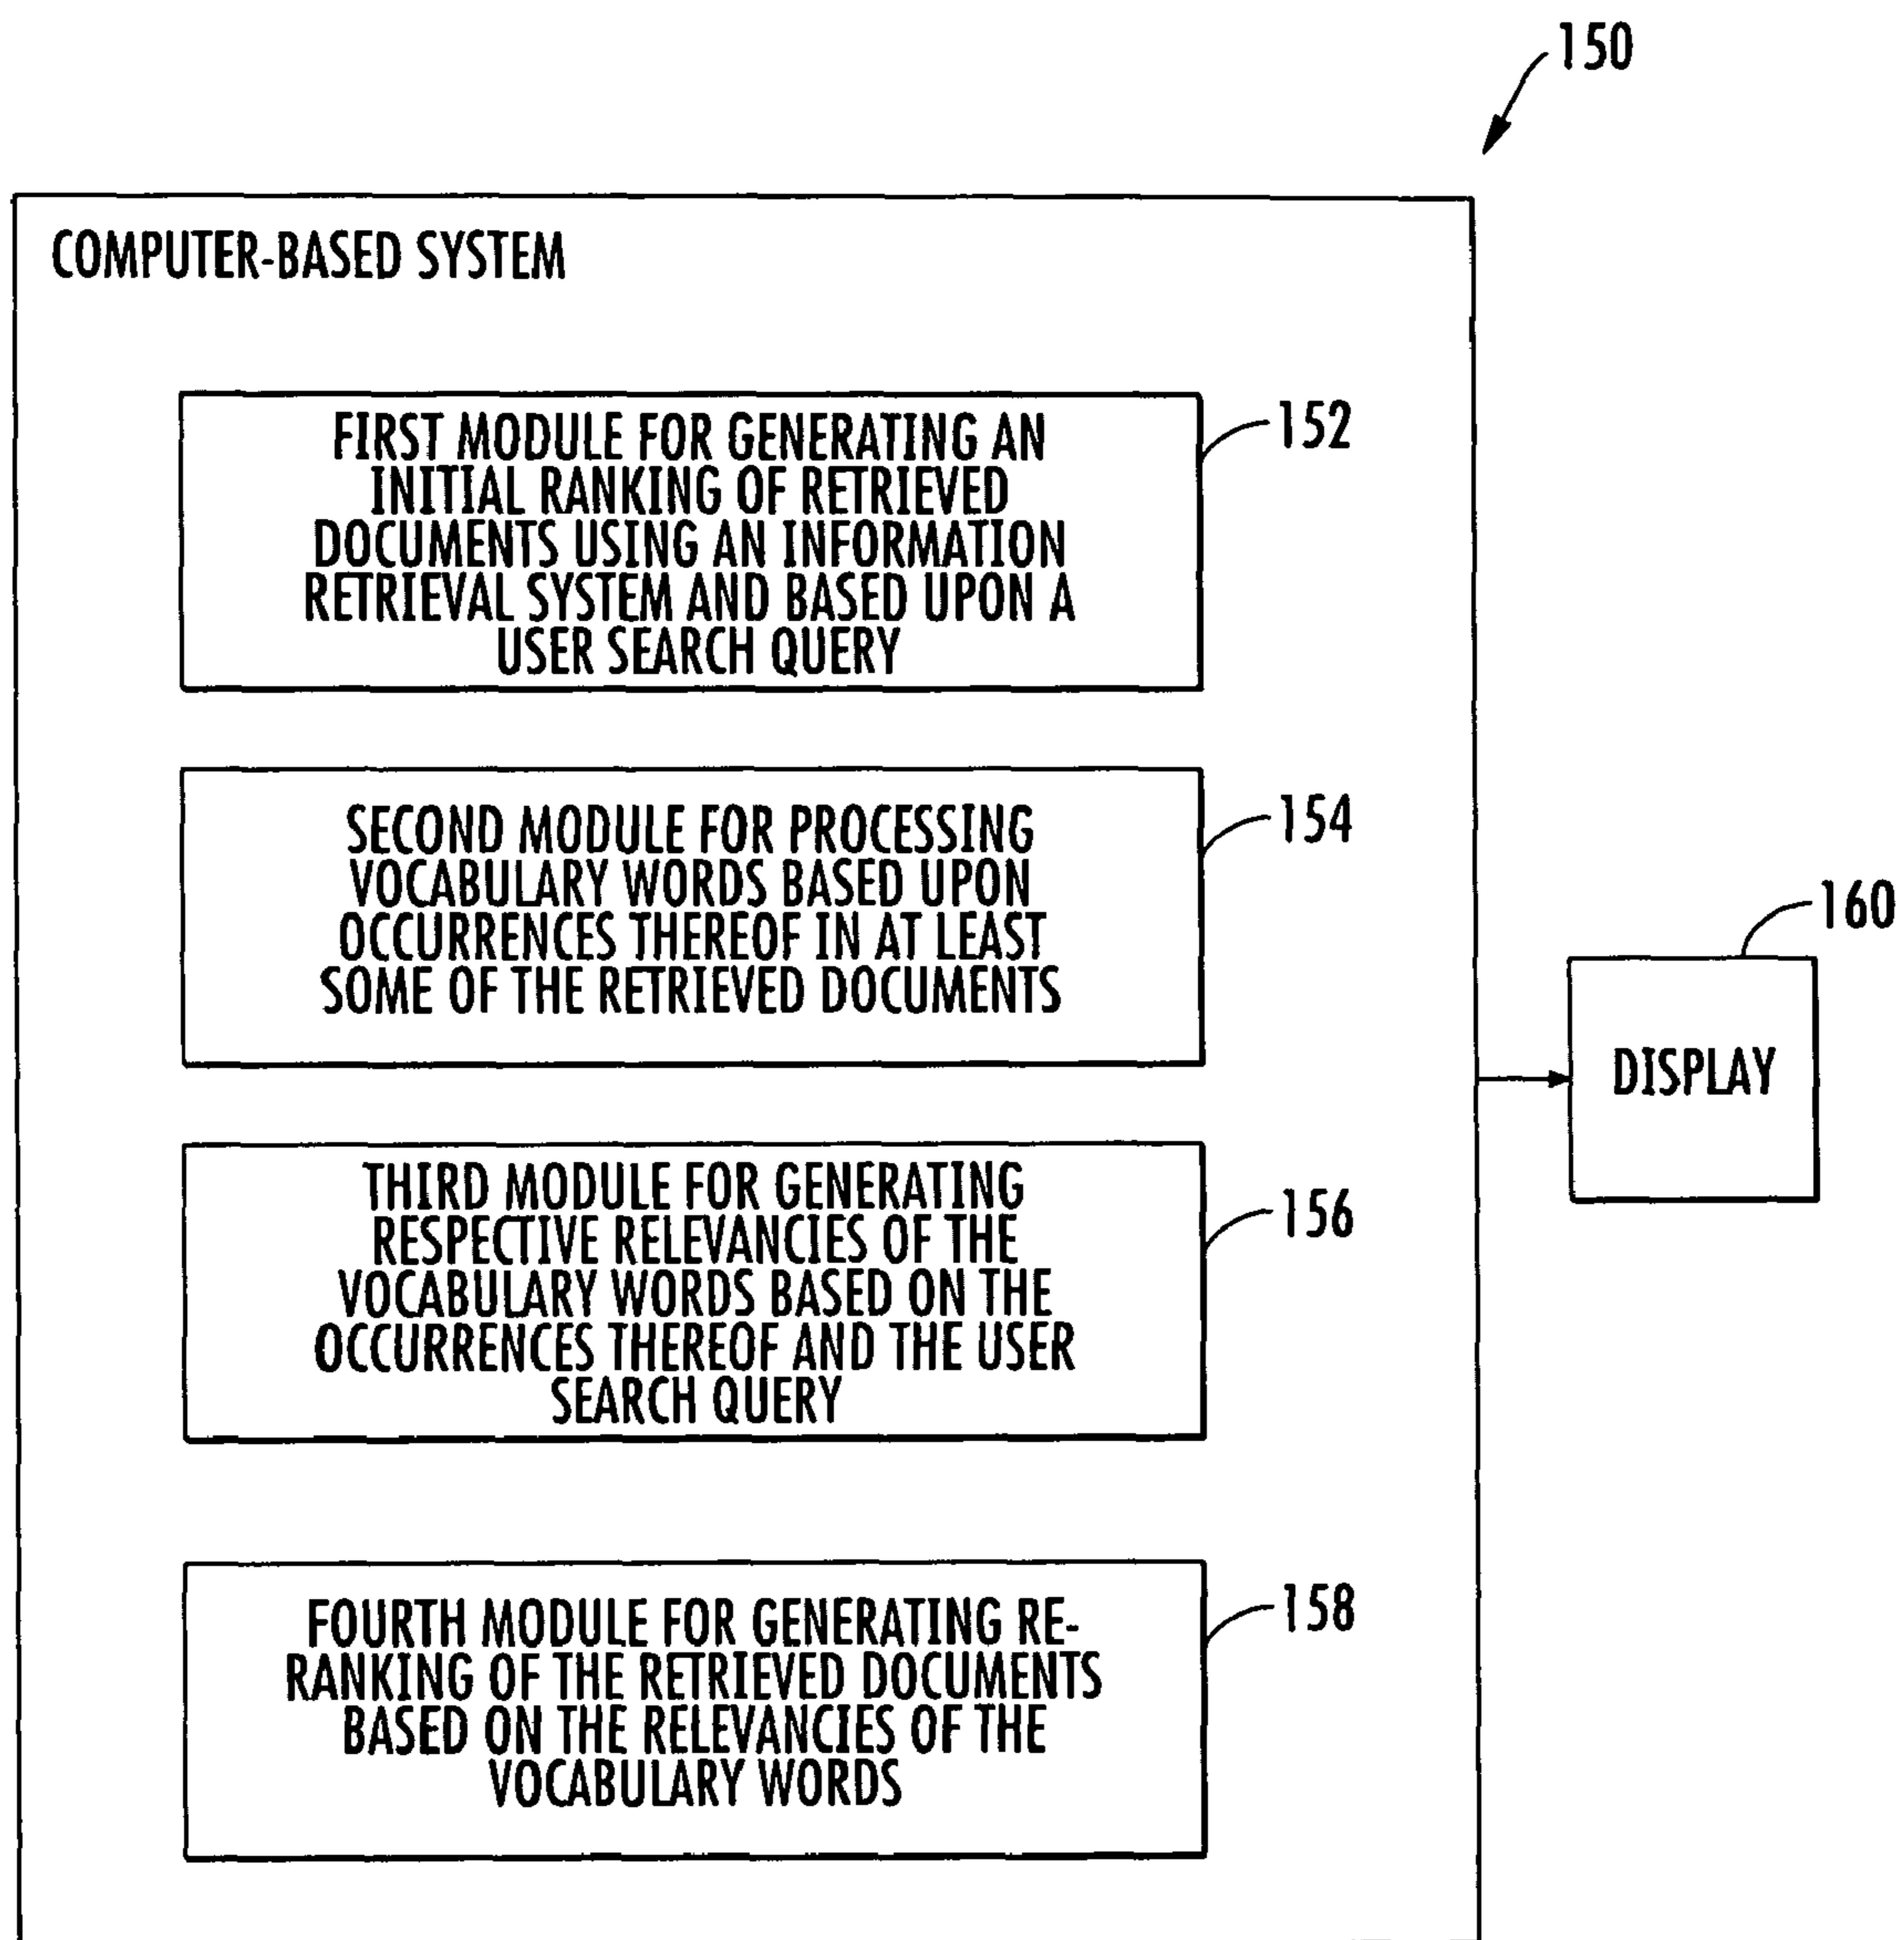 150
COMPUTER-BASED SYSTEM
FIRST MODULE FOR GENERATING AN
INITIAL RANKING OF RETRIEVED
DOCUMENTS USING AN INFORMATION
RETRIEVAL SYSTEM AND BASED UPON A
USER SEARCH QUERY
152
SECOND MODULE FOR PROCESSING
VOCABULARY WORDS BASED UPON
OCCURRENCES THEREOF IN AT LEAST
SOME OF THE RETRIEVED DOCUMENTS
154
160
DISPLAY
THIRD MODULE FOR GENERATING
RESPECTIVE RELEVANCIES OF THE
VOCABULARY WORDS BASED ON THE
OCCURRENCES THEREOF AND THE USER
SEARCH QUERY
156
FOURTH MODULE FOR GENERATING RE-
RANKING OF THE RETRIEVED DOCUMENTS
BASED ON THE RELEVANCIES OF THE
VOCABULARY WORDS
158